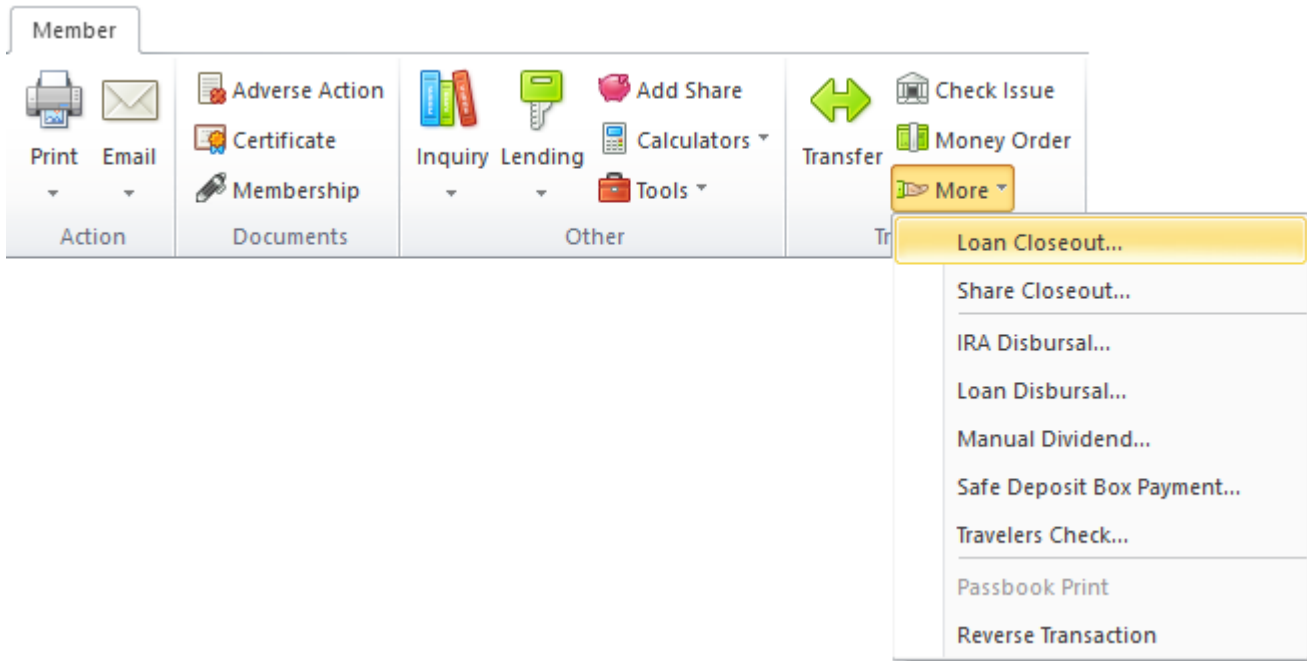 Member
Print
Email
Action
Adverse Action
Certificate
Membership
Documents
Inquiry
Lending
Add Share
Calculators
Tools
Other
Transfer
Check Issue
Money Order
More
Tr
Loan Closeout...
Share Closeout...
IRA Disbursal...
Loan Disbursal...
Manual Dividend...
Safe Deposit Box Payment...
Travelers Check...
Passbook Print
Reverse Transaction